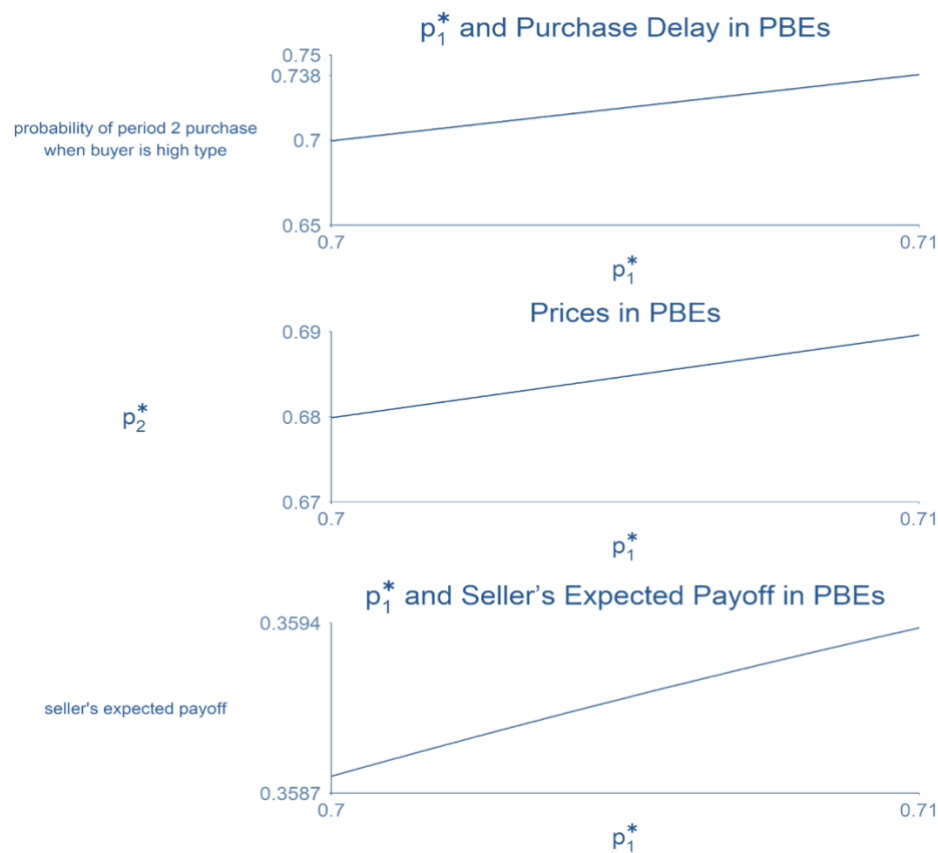 p₁* and Purchase Delay in PBEs
0.75
0.738
probability of period 2 purchase
when buyer is high type
0.7
0.65
0.7
0.71
p₁*
Prices in PBEs
0.69
p₂*
0.68
0.67
0.7
0.71
p₁*
p₁* and Seller's Expected Payoff in PBEs
0.3594
seller's expected payoff
0.3587
0.7
0.71
p₁*